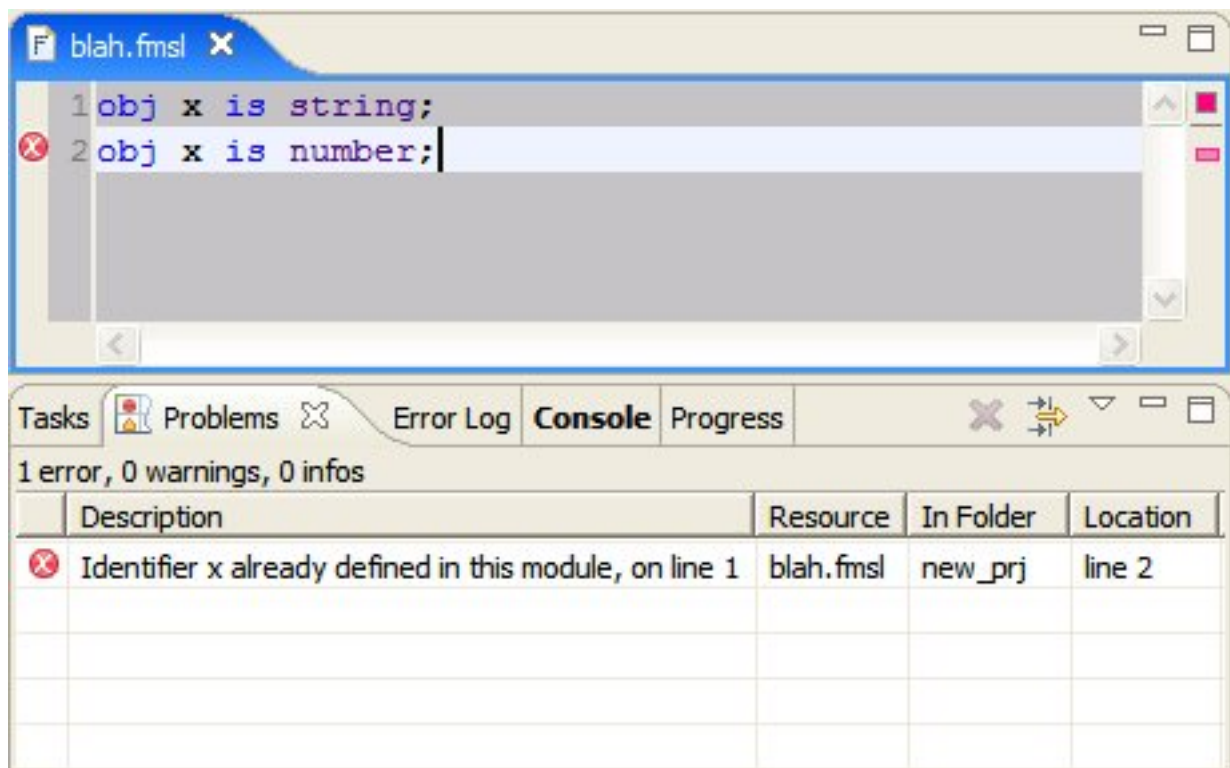 F blah.fmsl
1 obj x is string;
2 obj x is number;
Tasks Problems Error Log Console Progress
1 error, 0 warnings, 0 infos
Description Resource In Folder Location
Identifier x already defined in this module, on line 1 blah.fmsl new_prj line 2